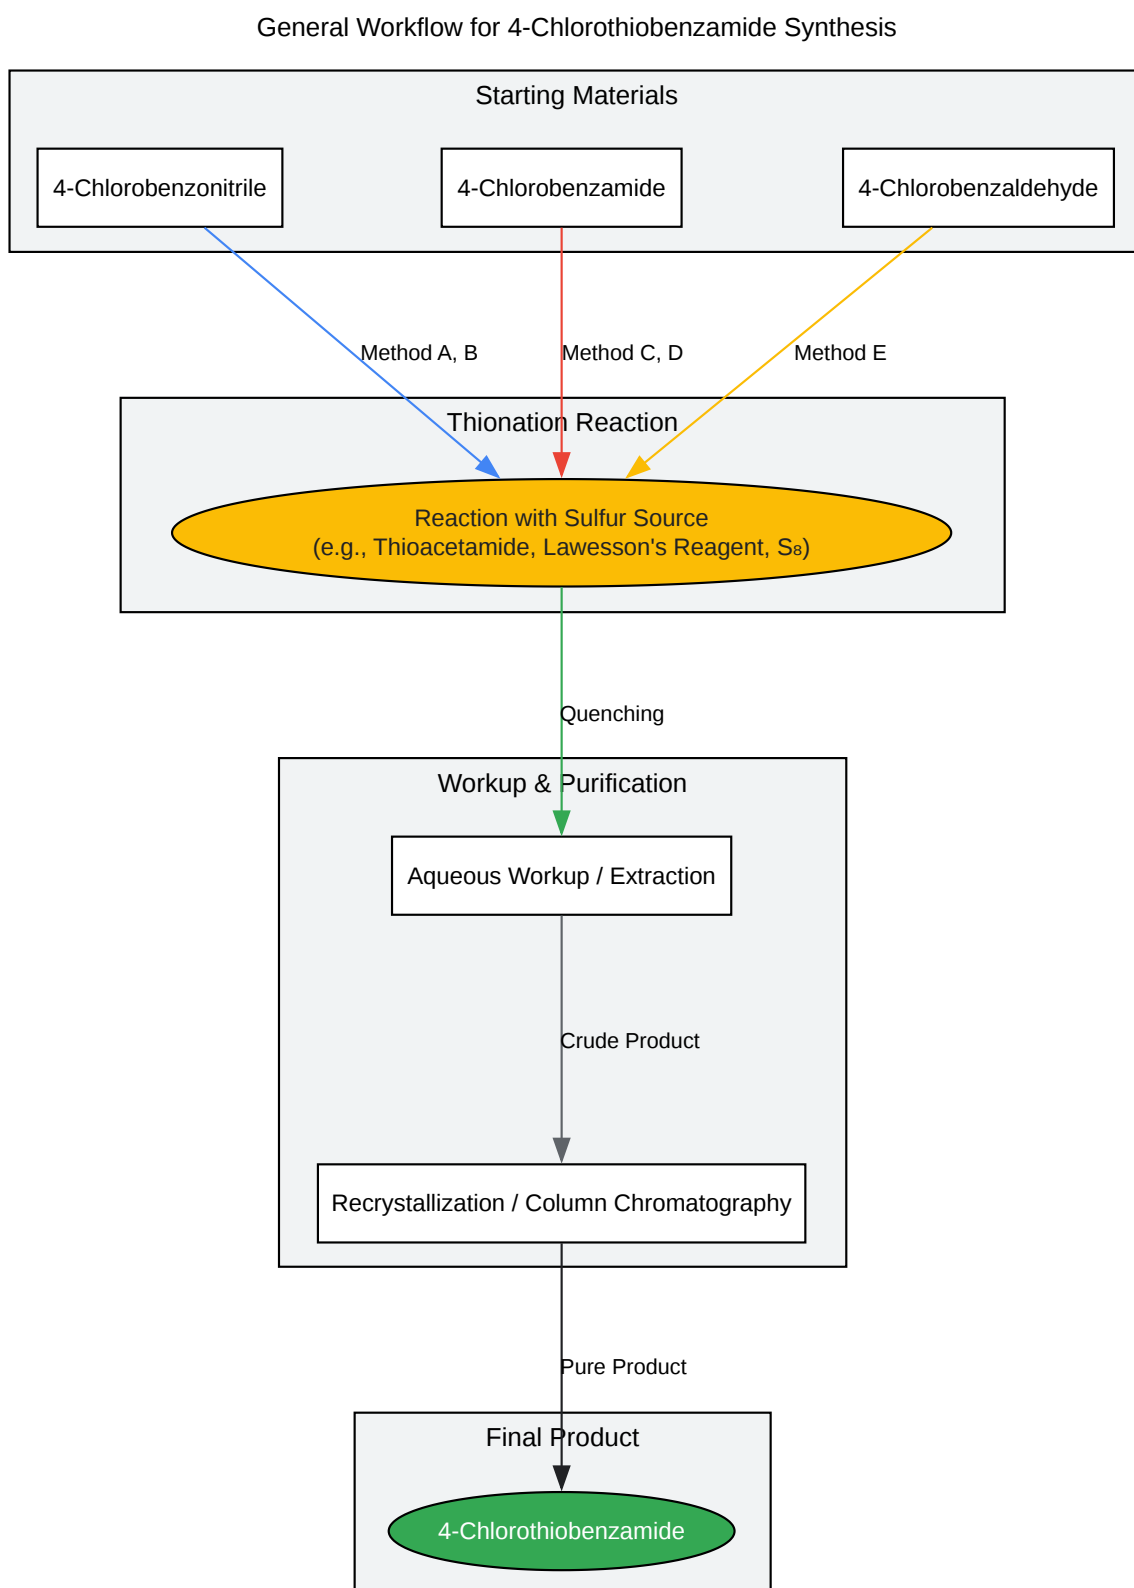 General Workflow for 4-Chlorothiobenzamide Synthesis
Starting Materials
4-Chlorobenzonitrile
4-Chlorobenzamide
4-Chlorobenzaldehyde
Method A, B
Method C, D
Method E
Thionation Reaction
Reaction with Sulfur Source
(e.g., Thioacetamide, Lawesson's Reagent, S₈)
Quenching
Workup & Purification
Aqueous Workup / Extraction
Crude Product
Recrystallization / Column Chromatography
Pure Product
Final Product
4-Chlorothiobenzamide